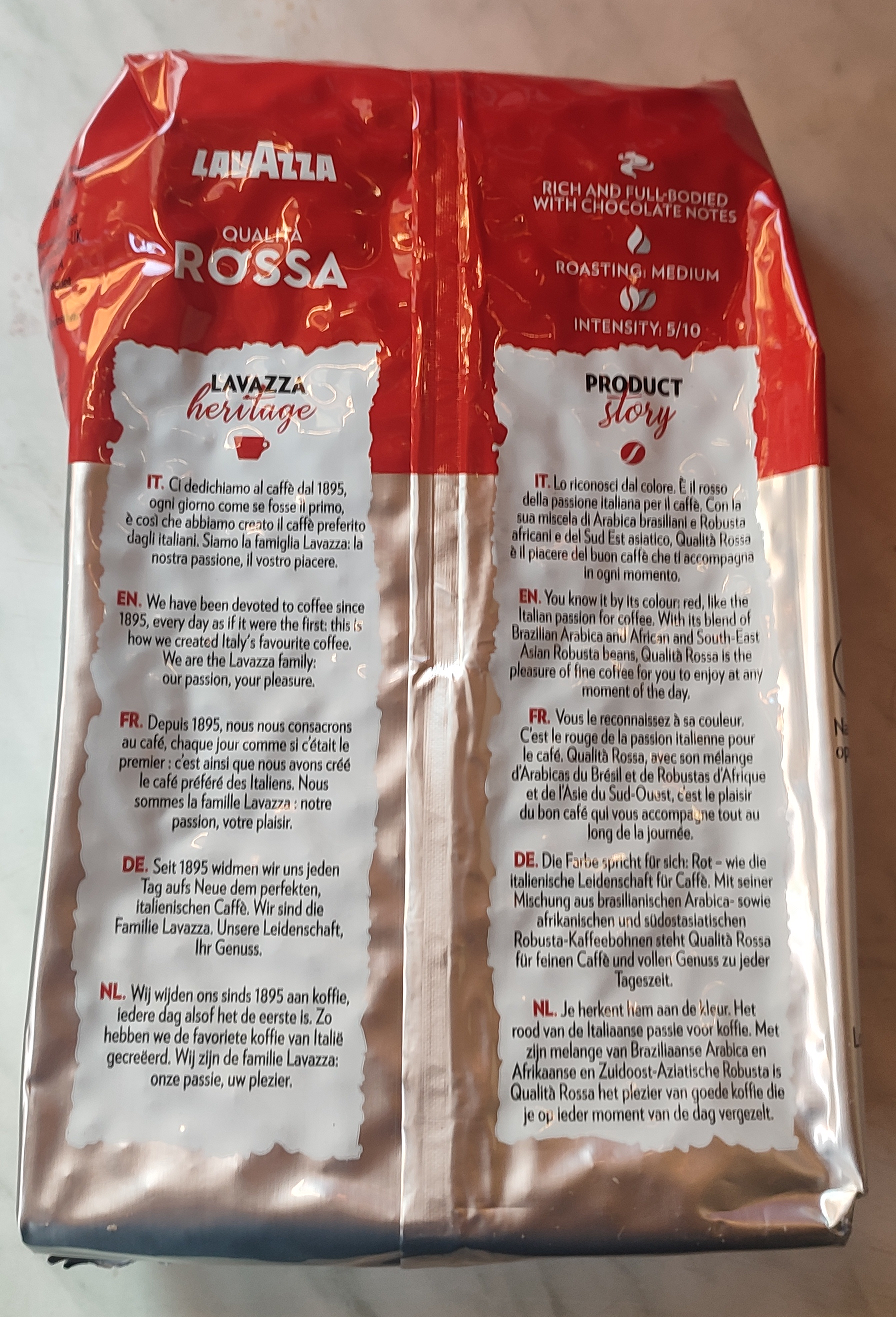 LAVAZZA
QUALITÀ
ROSSA
LAVAZZA
heritage
IT. Ci dedichiamo al caffè dal 1895,
ogni giorno come se fosse il primo,
è così che abbiamo creato il caffè preferito
dagli italiani. Siamo la famiglia Lavazza: la
nostra passione, il vostro piacere.
EN. We have been devoted to coffee since
1895, every day as if it were the first: this is
how we created Italy's favourite coffee.
We are the Lavazza family:
our passion, your pleasure.
FR. Depuis 1895, nous nous consacrons
au café, chaque jour comme si c'était le
premier : c'est ainsi que nous avons créé
le café préféré des Italiens. Nous
sommes la famille Lavazza : notre
passion, votre plaisir.
DE. Seit 1895 widmen wir uns jeden
Tag aufs Neue dem perfekten,
italienischen Caffè. Wir sind die
Familie Lavazza. Unsere Leidenschaft,
Ihr Genuss.
NL. Wij wijden ons sinds 1895 aan koffie,
iedere dag alsof het de eerste is. Zo
hebben we de favoriete koffie van Italië
gecreëerd. Wij zijn de familie Lavazza:
onze passie, uw plezier.
RICH AND FULL-BODIED
WITH CHOCOLATE NOTES
ROASTING: MEDIUM
INTENSITY: 5/10
PRODUCT
story
IT. Lo riconosci dal colore. È il rosso
della passione italiana per il caffè. Con la
sua miscela di Arabica brasiliani e Robusta
africani e del Sud Est asiatico, Qualità Rossa
è il piacere del buon caffè che ti accompagna
in ogni momento.
EN. You know it by its colour: red, like the
Italian passion for coffee. With its blend of
Brazilian Arabica and African and South-East
Asian Robusta beans, Qualità Rossa is the
pleasure of fine coffee for you to enjoy at any
moment of the day.
FR. Vous le reconnaissez à sa couleur.
C'est le rouge de la passion italienne pour
le café. Qualità Rossa, avec son mélange
d'Arabicas du Brésil et de Robustas d'Afrique
et de l'Asie du Sud-Ouest, c'est le plaisir
du bon café qui vous accompagne tout au
long de la journée.
DE. Die Farbe spricht für sich: Rot – wie die
italienische Leidenschaft für Caffè. Mit seiner
Mischung aus brasilianischen Arabica- sowie
afrikanischen und südostasiatischen
Robusta-Kaffeebohnen steht Qualità Rossa
für feinen Caffè und vollen Genuss zu jeder
Tageszeit.
NL. Je herkent hem aan de kleur. Het
rood van de Italiaanse passie voor koffie. Met
zijn melange van Braziliaanse Arabica en
Afrikaanse en Zuidoost-Aziatische Robusta is
Qualità Rossa het plezier van goede koffie die
je op ieder moment van de dag vergezelt.